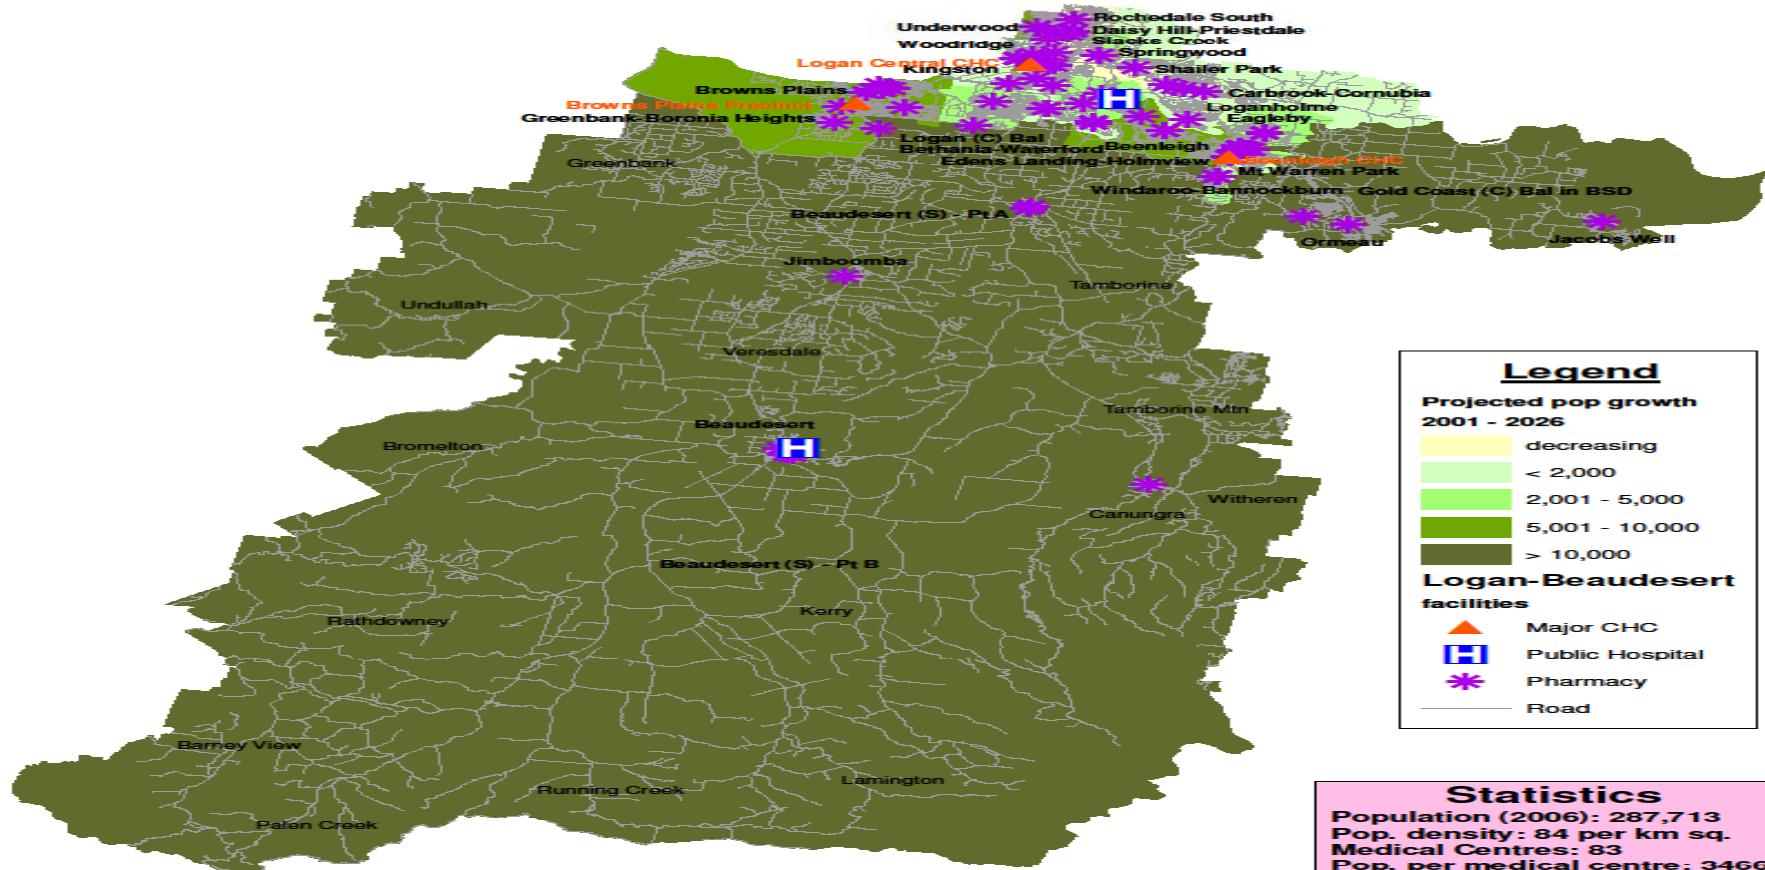 Rochedale South
Underwood
Daisy Hill-Priestdale
Slacks Creek
Woodridge
Springwood
Logan Central CHC
Kingston
Shailer Park
Browns Plains
Carbrook-Cornubia
Browns Plains Precinct
Loganholme
Greenbank-Boronia Heights
Eagleby
Logan (C) Bal
Bethania-Waterford
Beenleigh
Edens Landing-Holmview
Beenleigh CHC
Greenbank
Mt Warren Park
Windaroo-Bannockburn
Gold Coast (C) Bal in BSD
Beaudesert (S) - Pt A
Ormeau
Jacobs Well
Jimboomba
Tamborine
Undullah
Veresdale
Tamborine Mtn
Beaudesert
Bromelton
Witheren
Canungra
Beaudesert (S) - Pt B
Kerry
Rathdowney
Barney View
Lamington
Running Creek
Palen Creek
Legend
Projected pop growth
2001 - 2026
decreasing
< 2,000
2,001 - 5,000
5,001 - 10,000
> 10,000
Logan-Beaudesert
facilities
Major CHC
H Public Hospital
Pharmacy
Road
H
H
Statistics
Population (2006): 287,713
Pop. density: 84 per km sq.
Medical Centres: 83
Pop. per medical centre: 3466